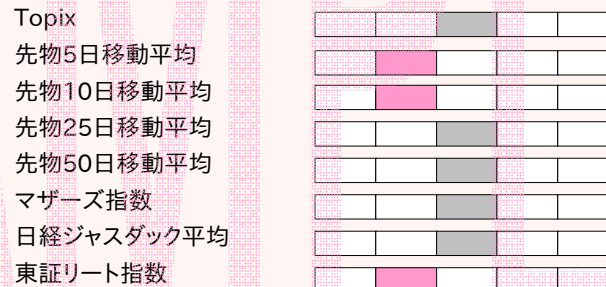 Topix
先物5日移動平均
先物10日移動平均
先物25日移動平均
先物50日移動平均
マザーズ指数
日経ジャスダック平均
東証リート指数